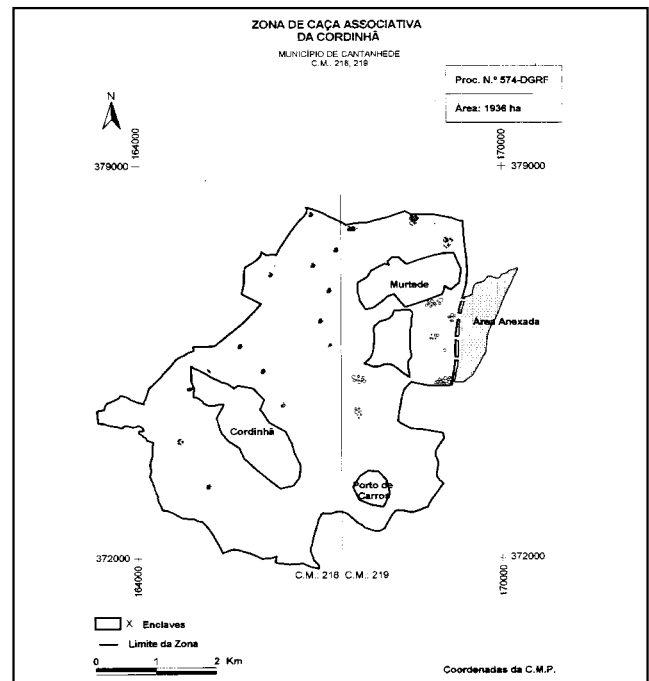 ZONA DE CAÇA ASSOCIATIVA
DA CORDINHÃ
MUNICÍPIO DE CANTANHEDE
C.M.: 218, 219
Proc. N.º 574-DGRF
Área: 1936 ha
N
164000
170000
379000
379000
Murtede
Área Anexada
Cordinhã
Porto de
Carros
372000
372000
164000
170000
C.M.: 218 C.M.: 219
X Enclaves
Limite da Zona
0 1 2 Km
Coordenadas da C.M.P.